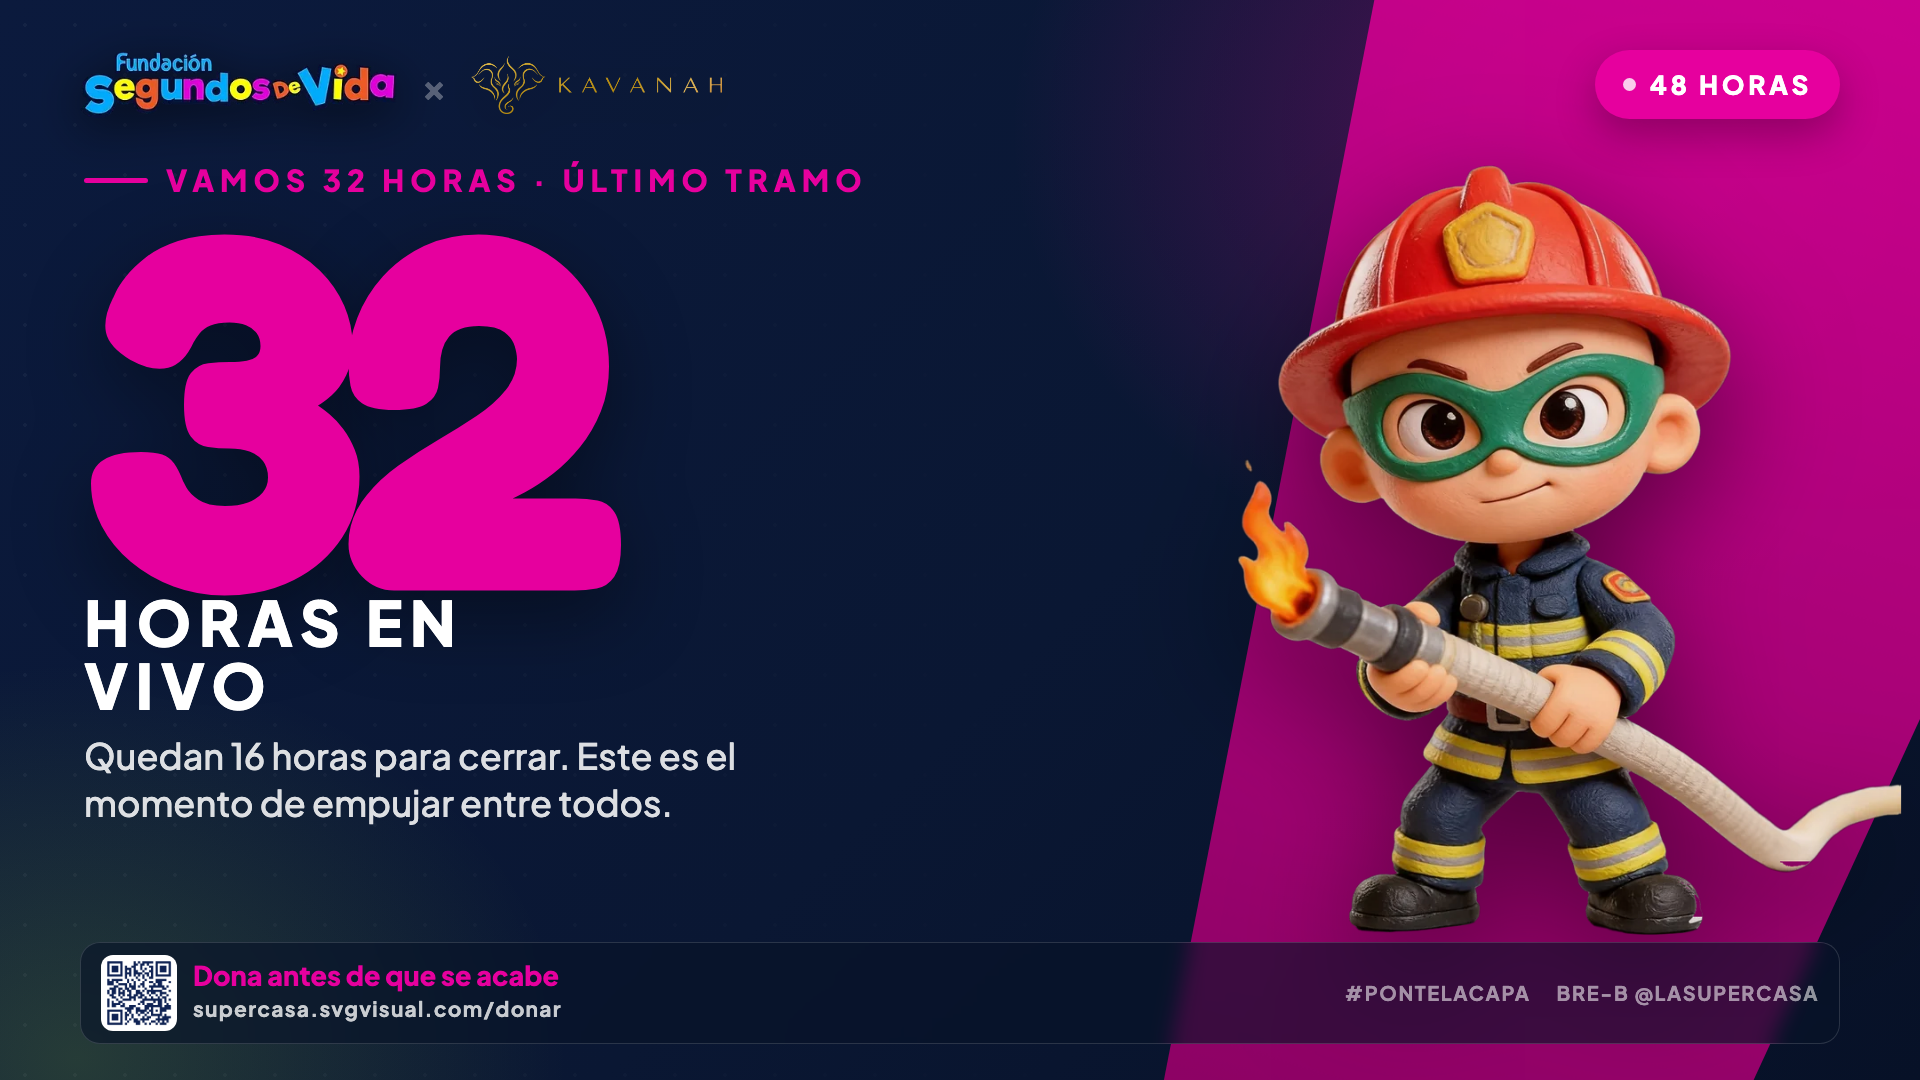 Fundación
Segundos De Vida
×
KAVANAH
48 HORAS
VAMOS 32 HORAS · ÚLTIMO TRAMO
32
HORAS EN
VIVO
Quedan 16 horas para cerrar. Este es el
momento de empujar entre todos.
Dona antes de que se acabe
supercasa.svgvisual.com/donar
#PONTELACAPA BRE-B @LASUPERCASA